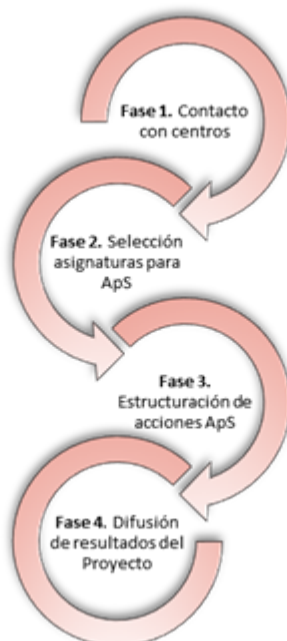 Fase 1. Contacto
con centros
Fase 2. Selección
asignaturas para
ApS
Fase 3.
Estructuración de
acciones ApS
Fase 4. Difusión
de resultados del
Proyecto